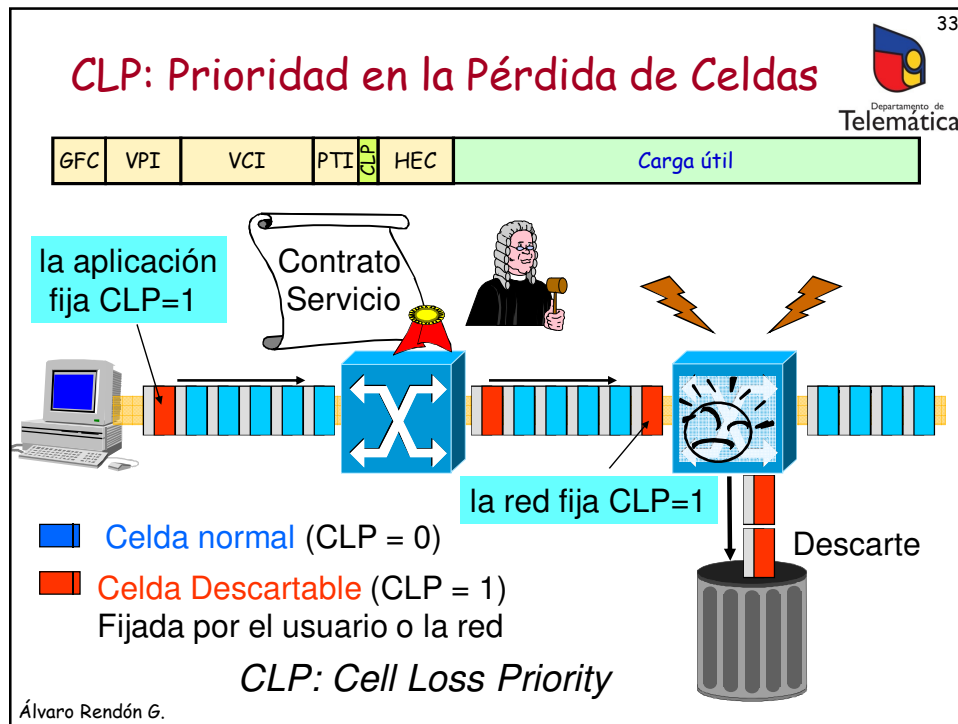 33
CLP: Prioridad en la Pérdida de Celdas
Departamento de
Telemática
GFC VPI VCI PTI CLP HEC Carga útil
la aplicación
fija CLP=1
Contrato
Servicio
la red fija CLP=1
Celda normal (CLP = 0)
Descarte
Celda Descartable (CLP = 1)
Fijada por el usuario o la red
CLP: Cell Loss Priority
Álvaro Rendón G.